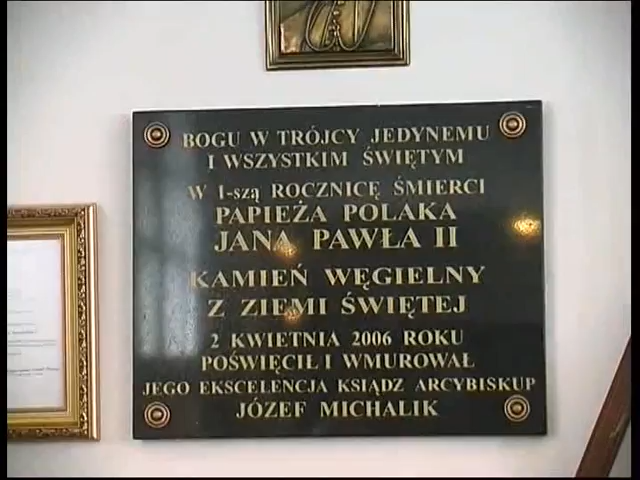 BOGU W TRÓJCY JEDYNEMU
I WSZYSTKIM ŚWIĘTYM
W I-szą ROCZNICĘ ŚMIERCI
PAPIEŻA POLAKA
JANA PAWŁA II
KAMIEŃ WĘGIELNY
Z ZIEMI ŚWIĘTEJ
2 KWIETNIA 2006 ROKU
POŚWIĘCIŁ I WMUROWAŁ
JEGO EKSCELENCJA KSIĄDZ ARCYBISKUP
JÓZEF MICHALIK